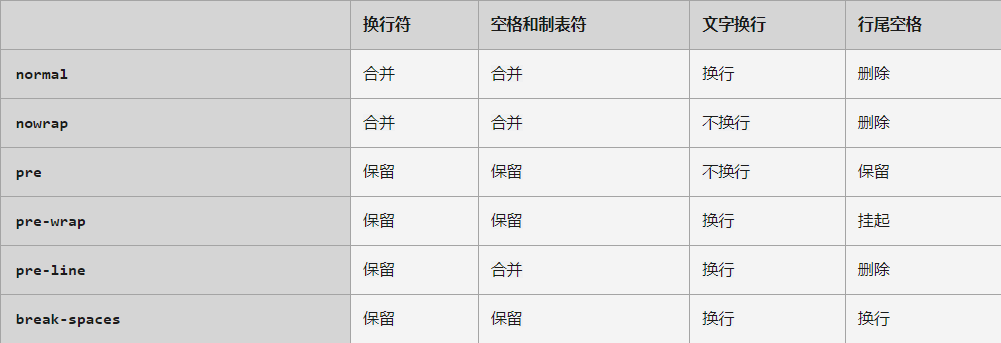 换行符 空格和制表符 文字换行 行尾空格
normal 合并 合并 换行 删除
nowrap 合并 合并 不换行 删除
pre 保留 保留 不换行 保留
pre-wrap 保留 保留 换行 挂起
pre-line 保留 合并 换行 删除
break-spaces 保留 保留 换行 换行